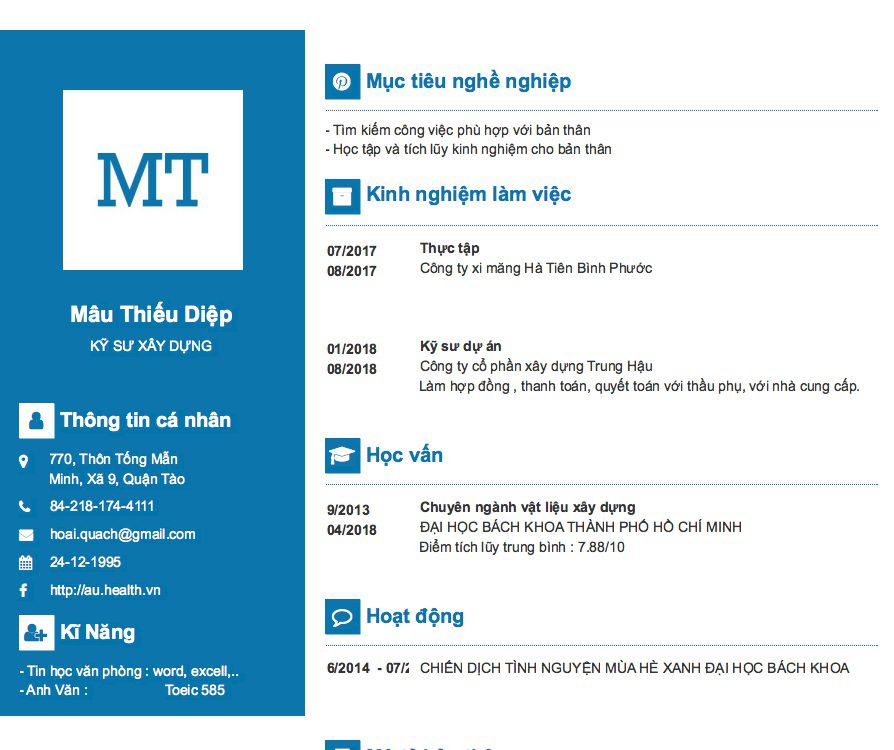 MT
Mâu Thiếu Diệp
KỸ SƯ XÂY DỰNG
Thông tin cá nhân
770, Thôn Tống Mẫn
Minh, Xã 9, Quận Tào
84-218-174-4111
hoai.quach@gmail.com
24-12-1995
http://au.health.vn
Kĩ Năng
- Tin học văn phòng : word, excell,..
- Anh Văn : Toeic 585
Mục tiêu nghề nghiệp
- Tìm kiếm công việc phù hợp với bản thân
- Học tập và tích lũy kinh nghiệm cho bản thân
Kinh nghiệm làm việc
07/2017 Thực tập
08/2017 Công ty xi măng Hà Tiên Bình Phước
01/2018 Kỹ sư dự án
08/2018 Công ty cổ phần xây dựng Trung Hậu
Làm hợp đồng , thanh toán, quyết toán với thầu phụ, với nhà cung cấp.
Học vấn
9/2013 Chuyên ngành vật liệu xây dựng
04/2018 ĐẠI HỌC BÁCH KHOA THÀNH PHỐ HỒ CHÍ MINH
Điểm tích lũy trung bình : 7.88/10
Hoạt động
6/2014 - 07/2 CHIẾN DỊCH TÌNH NGUYỆN MÙA HÈ XANH ĐẠI HỌC BÁCH KHOA